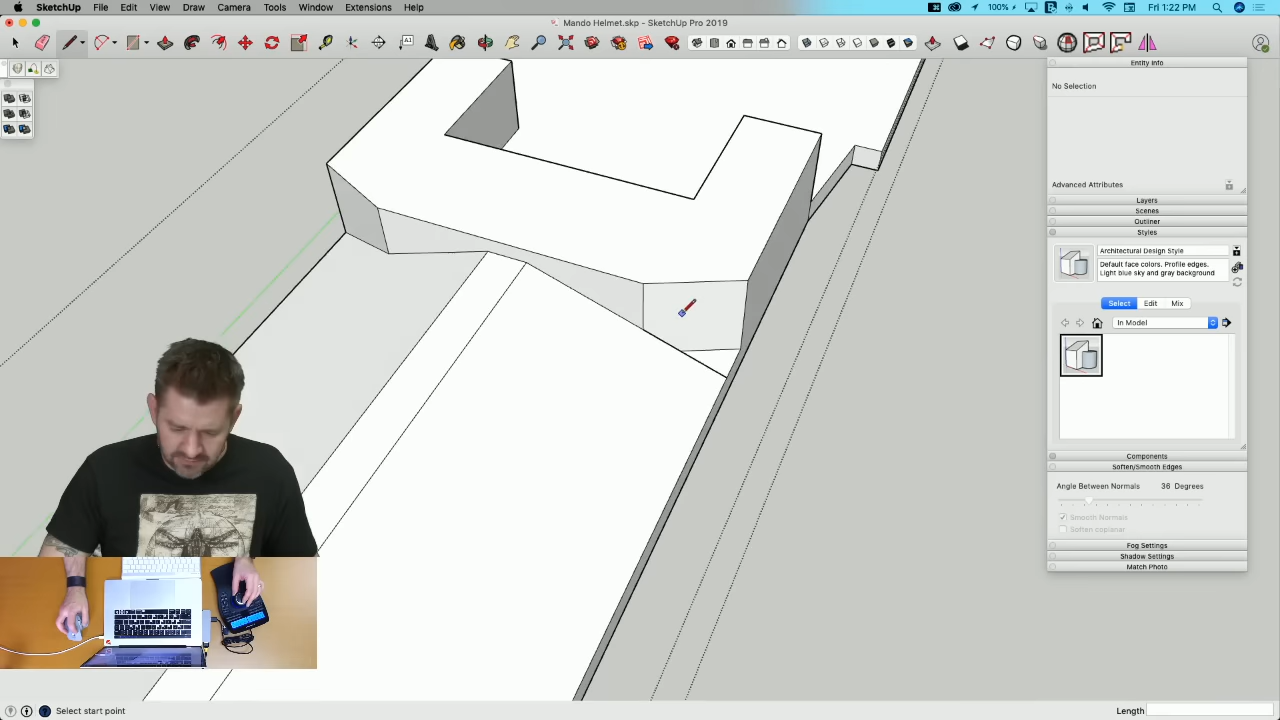 SketchUp File Edit View Draw Camera Tools Window Extensions Help
100% Fri 1:22 PM
Mando Helmet.skp - SketchUp Pro 2019
Entity Info
No Selection
Advanced Attributes
Layers
Scenes
Outliner
Styles
Architectural Design Style
Default face colors. Profile edges.
Light blue sky and gray background
Select Edit Mix
In Model
Components
Soften/Smooth Edges
Angle Between Normals 36 Degrees
Smooth Normals
Soften coplanar
Fog Settings
Shadow Settings
Match Photo
Select start point
Length